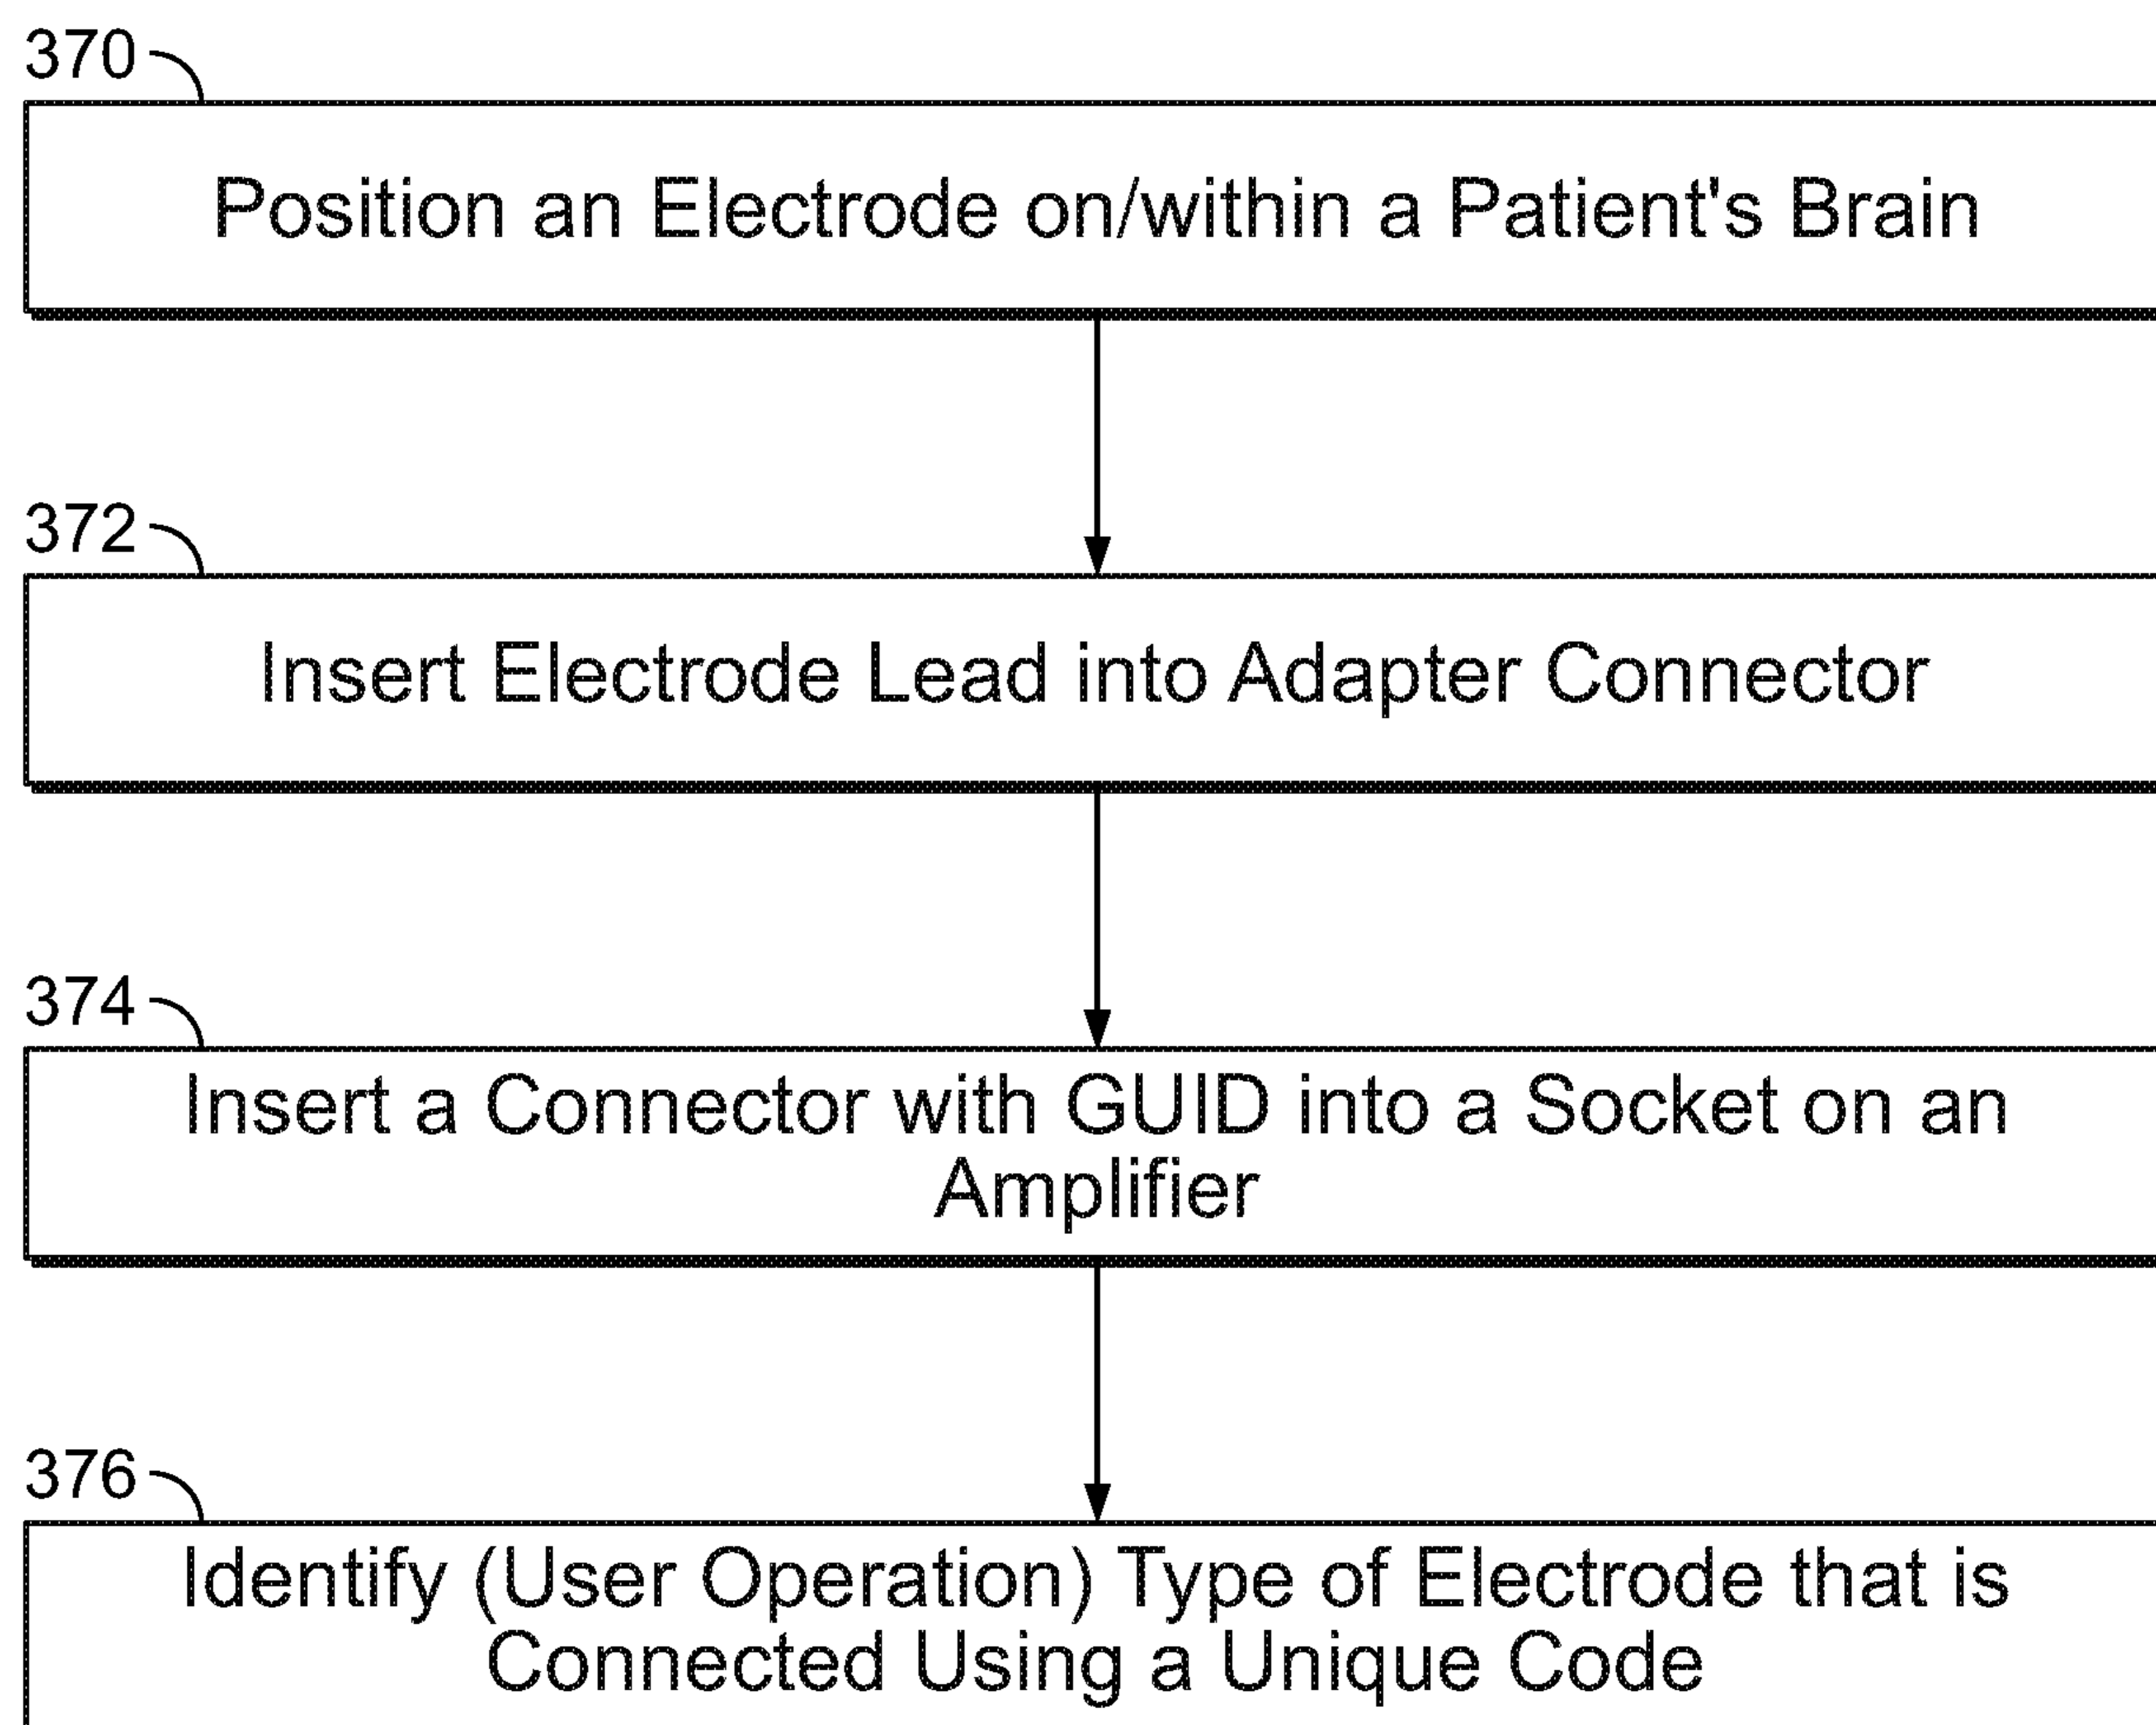 370
Position an Electrode on/within a Patient's Brain
372
Insert Electrode Lead into Adapter Connector
374
Insert a Connector with GUID into a Socket on an
Amplifier
376
Identify (User Operation) Type of Electrode that is
Connected Using a Unique Code